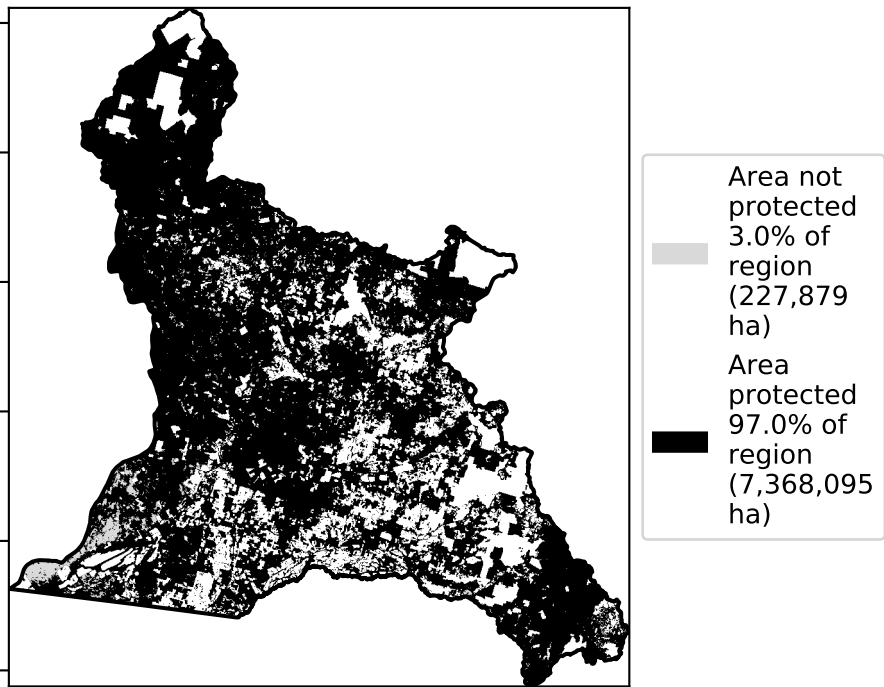 Area not
protected
3.0% of
region
(227,879
ha)
Area
protected
97.0% of
region
(7,368,095
ha)